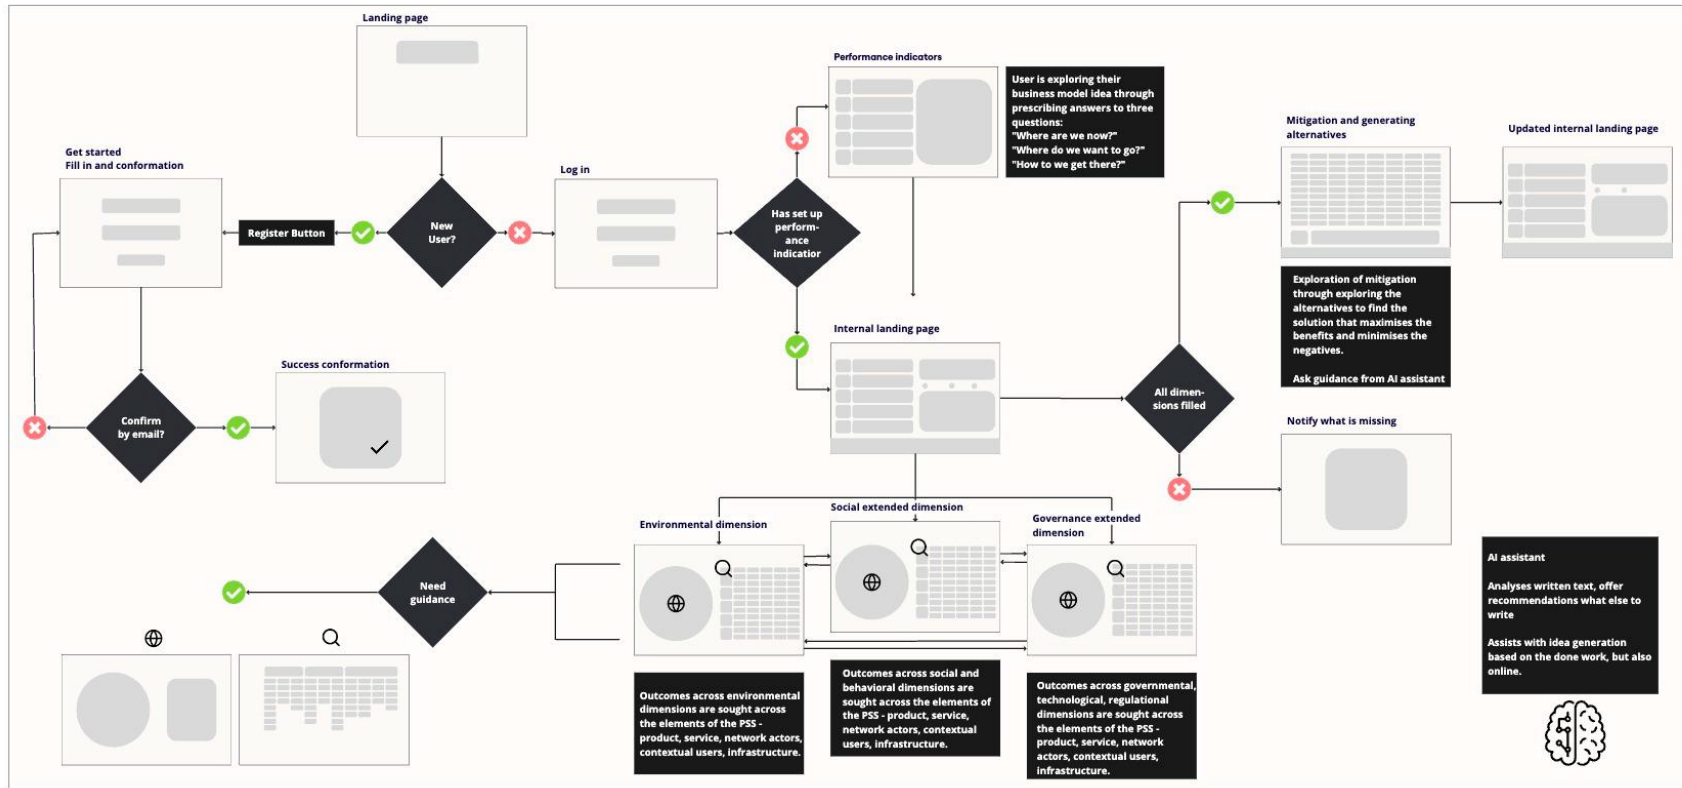 Landing page
Performance indicators
User is exploring their
business model idea through
prescribing answers to three
questions:
"Where are we now?"
"Where do we want to go?"
"How to we get there?"
Mitigation and generating
alternatives
Updated internal landing page
Get started
Fill in and conformation
Log in
Register Button
New
User?
Has set up
perform-
ance
indicatior
Exploration of mitigation
through exploring the
alternatives to find the
solution that maximises the
benefits and minimises the
negatives.
Ask guidance from AI assistant
Internal landing page
Success conformation
Confirm
by email?
All dimen-
sions filled
Notify what is missing
Environmental dimension
Social extended dimension
Governance extended
dimension
Need
guidance
AI assistant
Analyses written text, offer
recommendations what else to
write
Assists with idea generation
based on the done work, but also
online.
Outcomes across environmental
dimensions are sought across
the elements of the PSS -
product, service, network actors,
contextual users, infrastructure.
Outcomes across social and
behavioral dimensions are
sought across the elements of
the PSS - product, service,
network actors, contextual
users, infrastructure.
Outcomes across governmental,
technological, regulational
dimensions are sought across
the elements of the PSS -
product, service, network
actors, contextual users,
infrastructure.